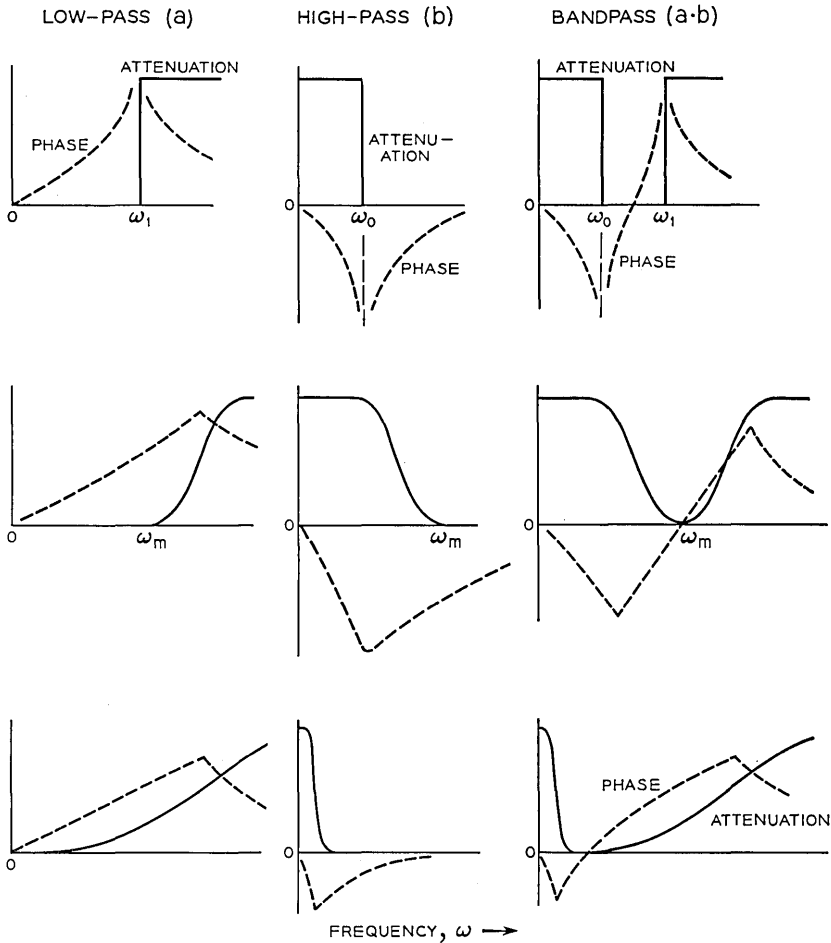 LOW-PASS (a)
HIGH-PASS (b)
BANDPASS (a·b)
ATTENUATION
PHASE
0
ω₁
ATTENU-
ATION
0
ω₀
PHASE
ATTENUATION
0
ω₀
ω₁
PHASE
0
ωm
0
ωm
0
ωm
0
0
PHASE
ATTENUATION
0
FREQUENCY, ω →